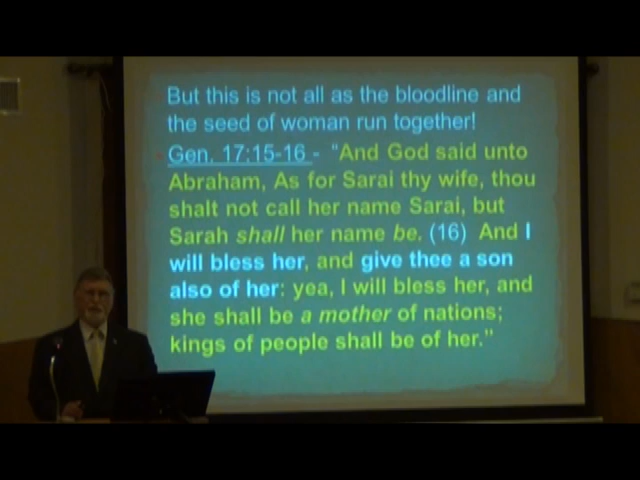 But this is not all as the bloodline and
the seed of woman run together!
Gen. 17:15-16 - "And God said unto
Abraham, As for Sarai thy wife, thou
shalt not call her name Sarai, but
Sarah shall her name be. (16) And I
will bless her, and give thee a son
also of her: yea, I will bless her, and
she shall be a mother of nations;
kings of people shall be of her."